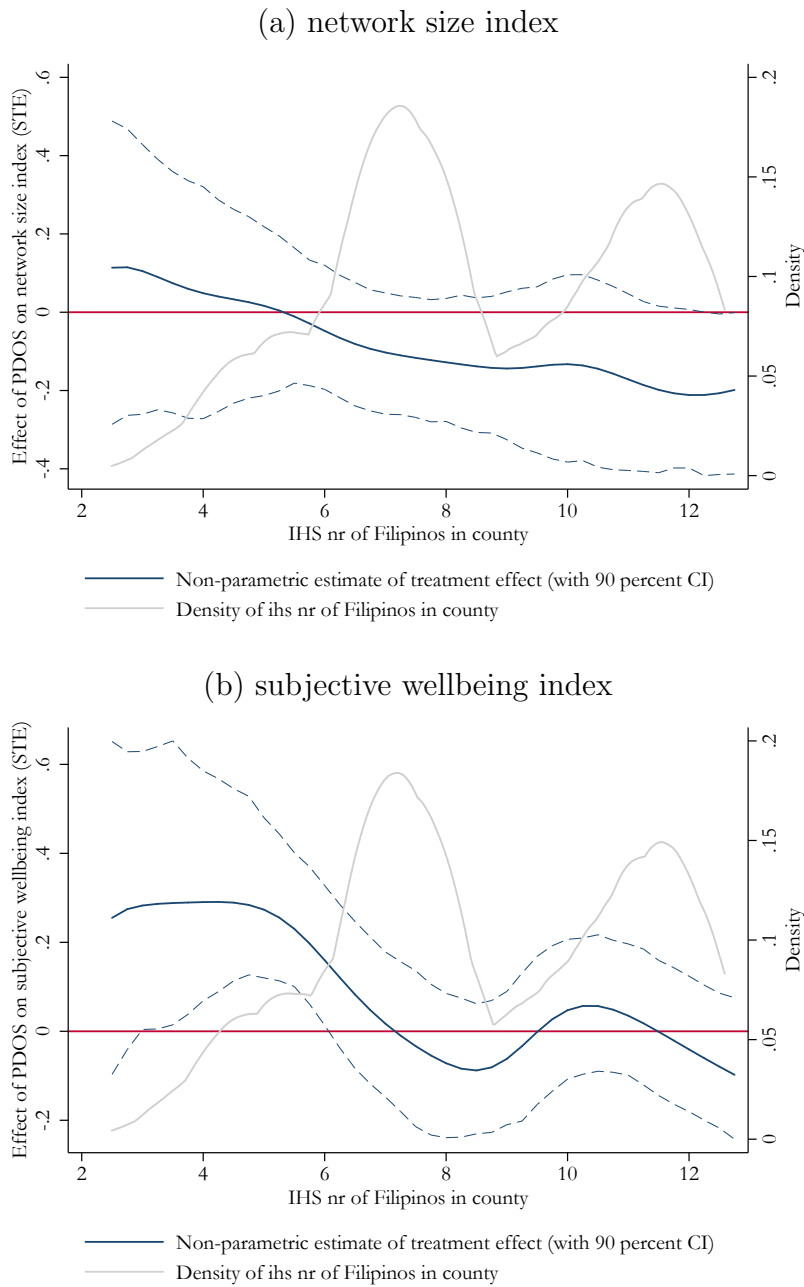 (a) network size index
Effect of PDOS on network size index (STE)
.6
.4
.2
0
-.2
-.4
.2
.15
.1
.05
0
Density
2 4 6 8 10 12
IHS nr of Filipinos in county
Non-parametric estimate of treatment effect (with 90 percent CI)
Density of ihs nr of Filipinos in county
(b) subjective wellbeing index
Effect of PDOS on subjective wellbeing index (STE)
.6
.4
.2
0
-.2
.2
.15
.1
.05
0
Density
2 4 6 8 10 12
IHS nr of Filipinos in county
Non-parametric estimate of treatment effect (with 90 percent CI)
Density of ihs nr of Filipinos in county